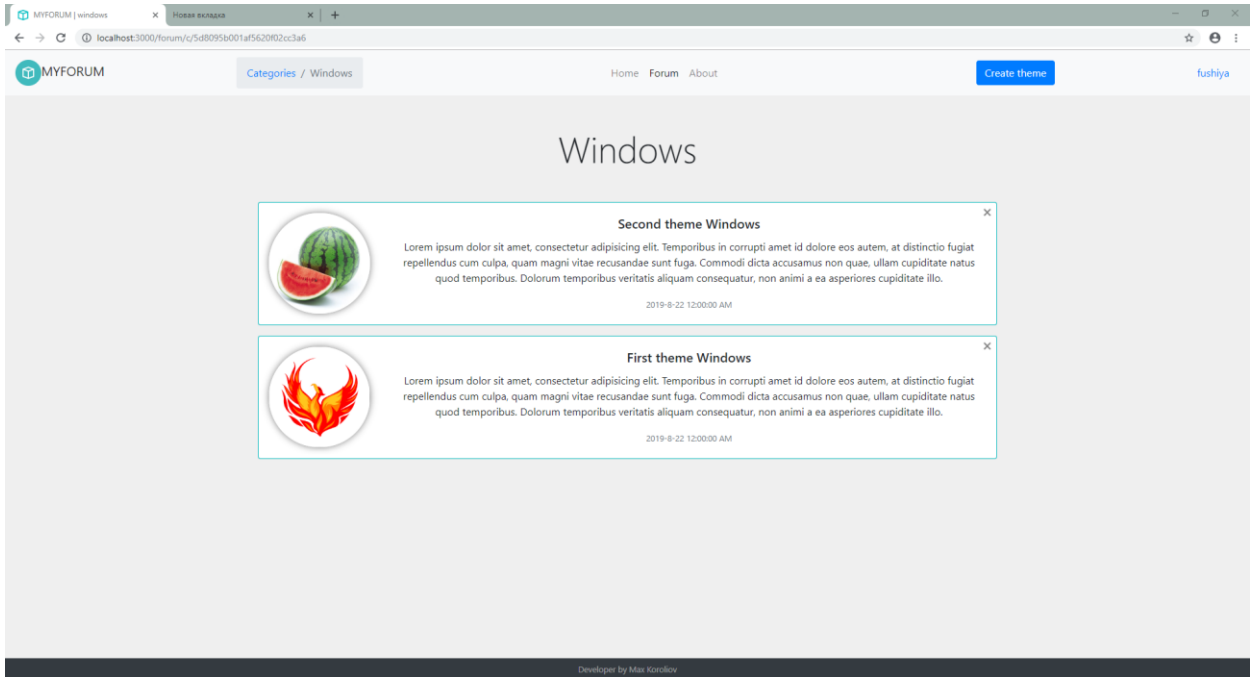 MYFORUM | windows
Новая вкладка
localhost:3000/forum/c/5d8095b001af5620f02cc3a6
MYFORUM
Categories / Windows
Home Forum About
Create theme
fushiya
Windows
Second theme Windows
Lorem ipsum dolor sit amet, consectetur adipisicing elit. Temporibus in corrupti amet id dolore eos autem, at distinctio fugiat
repellendus cum culpa, quam magni vitae recusandae sunt fuga. Commodi dicta accusamus non quae, ullam cupiditate natus
quod temporibus. Dolorum temporibus veritatis aliquam consequatur, non animi a ea asperiores cupiditate illo.
2019-8-22 12:00:00 AM
First theme Windows
Lorem ipsum dolor sit amet, consectetur adipisicing elit. Temporibus in corrupti amet id dolore eos autem, at distinctio fugiat
repellendus cum culpa, quam magni vitae recusandae sunt fuga. Commodi dicta accusamus non quae, ullam cupiditate natus
quod temporibus. Dolorum temporibus veritatis aliquam consequatur, non animi a ea asperiores cupiditate illo.
2019-8-22 12:00:00 AM
Developer by Max Koroliov